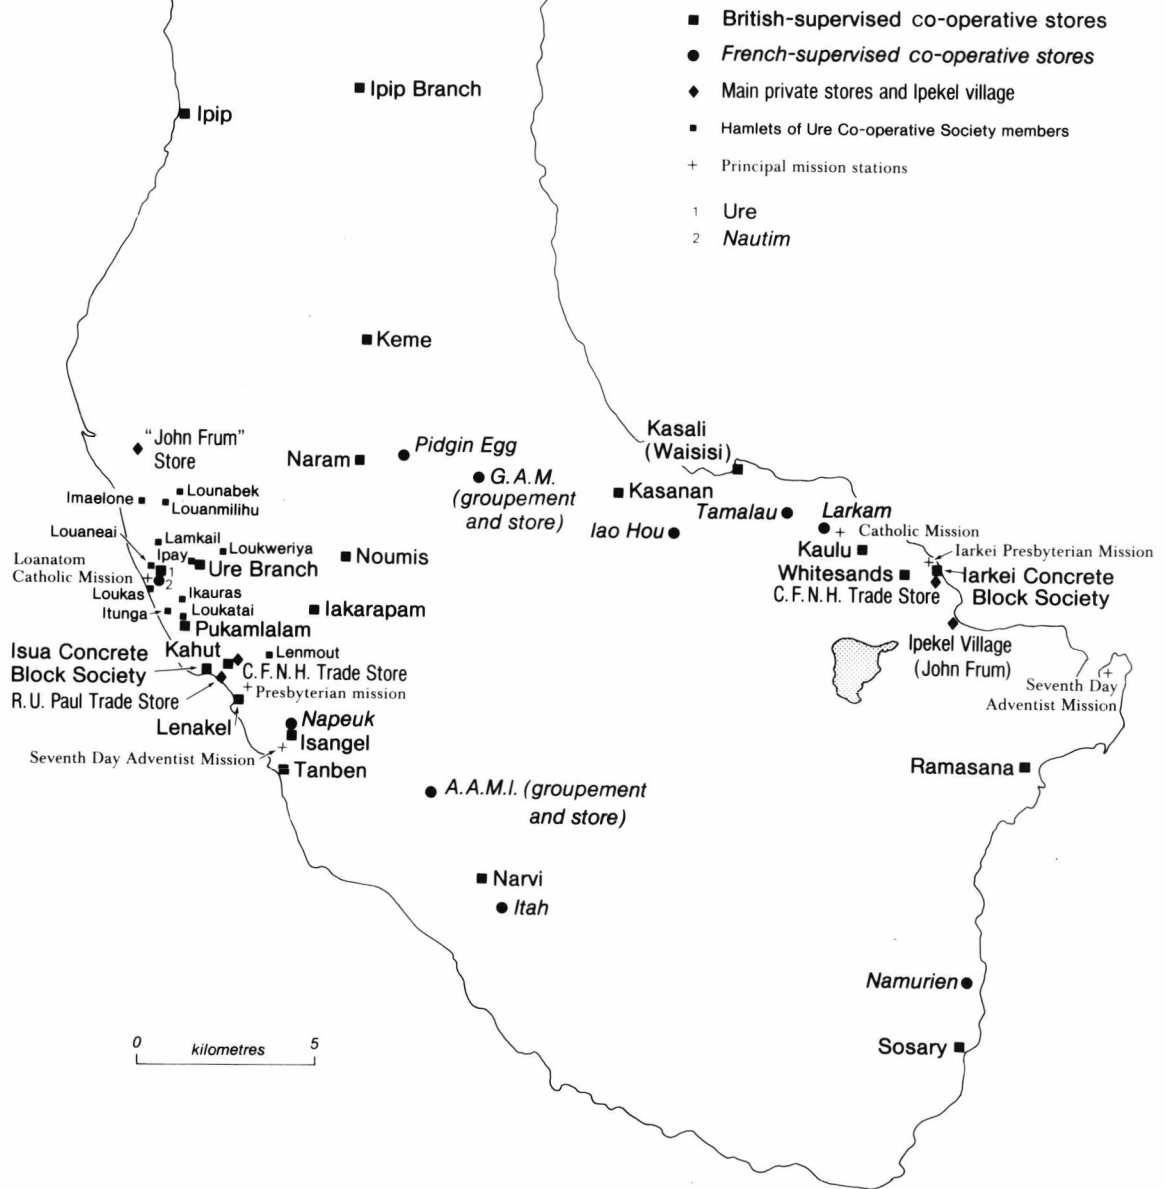 British-supervised co-operative stores
French-supervised co-operative stores
Main private stores and Ipekel village
Hamlets of Ure Co-operative Society members
Principal mission stations
1 Ure
2 Nautim
Ipip Branch
Ipip
Keme
"John Frum"
Store
Naram
Pidgin Egg
G.A.M.
(groupement
and store)
Kasali
(Waisisi)
Kasanan
Tamalau
Larkam
Iao Hou
Catholic Mission
Kaulu
Iarkei Presbyterian Mission
Whitesands
Iarkei Concrete
Block Society
C.F.N.H. Trade Store
Ipekel Village
(John Frum)
Seventh Day
Adventist Mission
Imaelone
Lounabek
Louanmilihu
Louaneai
Lamkail
Ipay
Loukweriya
Ure Branch
Noumis
Loanatom
Catholic Mission
1
2
Loukas
Ikauras
Itunga
Loukatai
Iakarapam
Pukamlalam
Isua Concrete
Block Society
Kahut
Lenmout
C.F.N.H. Trade Store
R.U. Paul Trade Store
Presbyterian mission
Lenakel
Napeuk
Isangel
Seventh Day Adventist Mission
Tanben
A.A.M.I. (groupement
and store)
Ramasana
Narvi
Itah
Namurien
Sosary
0 5
kilometres